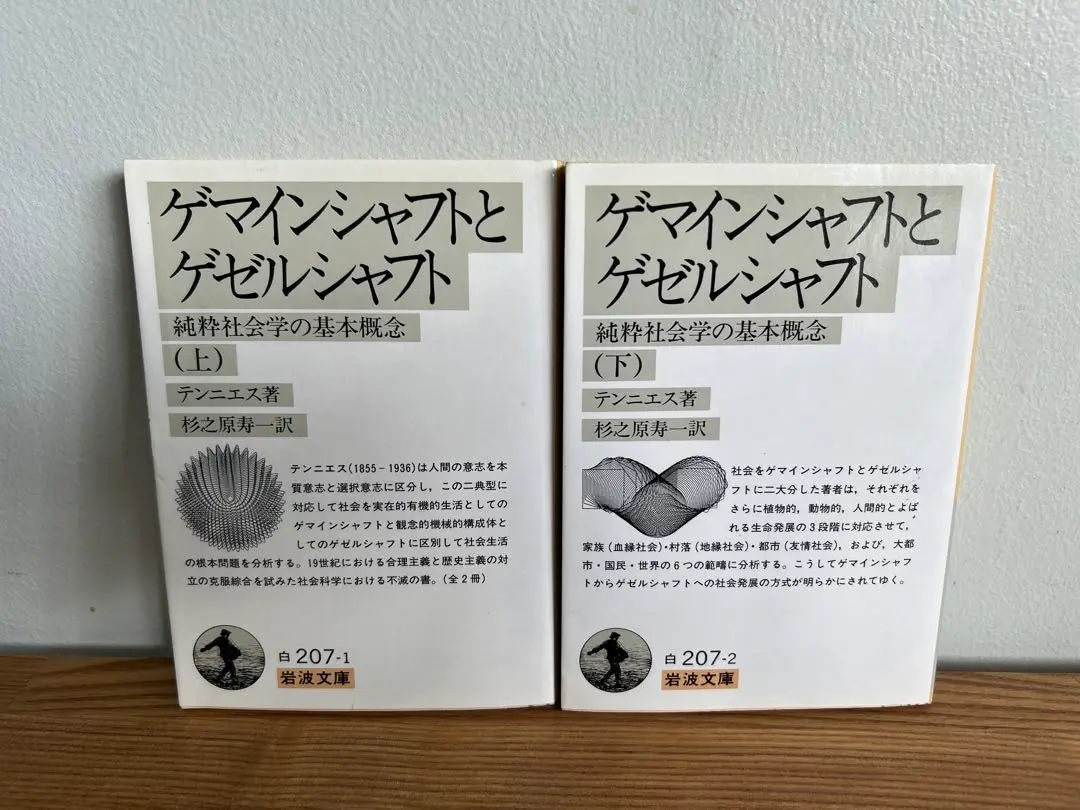 ゲマインシャフトと
ゲゼルシャフト
純粋社会学の基本概念
(上)
テンニエス著
杉之原寿一訳
テンニエス(1855-1936)は人間の意志を本
質意志と選択意志に区分し，この二典型に
対応して社会を実在的有機的生活としての
ゲマインシャフトと観念的機械的構成体と
してのゲゼルシャフトに区別して社会生活
の根本問題を分析する。19世紀における合理主義と歴史主義の対
立の克服綜合を試みた社会科学における不滅の書。(全2冊)
白 207-1
岩波文庫
ゲマインシャフトと
ゲゼルシャフト
純粋社会学の基本概念
(下)
テンニエス著
杉之原寿一訳
社会をゲマインシャフトとゲゼルシャ
フトに二大分した著者は，それぞれを
さらに植物的，動物的，人間的とよば
れる生命発展の3段階に対応させて，
家族(血縁社会)・村落(地縁社会)・都市(友情社会)，および，大都
市・国民・世界の6つの範疇に分析する。こうしてゲマインシャフ
トからゲゼルシャフトへの社会発展の方式が明らかにされてゆく。
白 207-2
岩波文庫